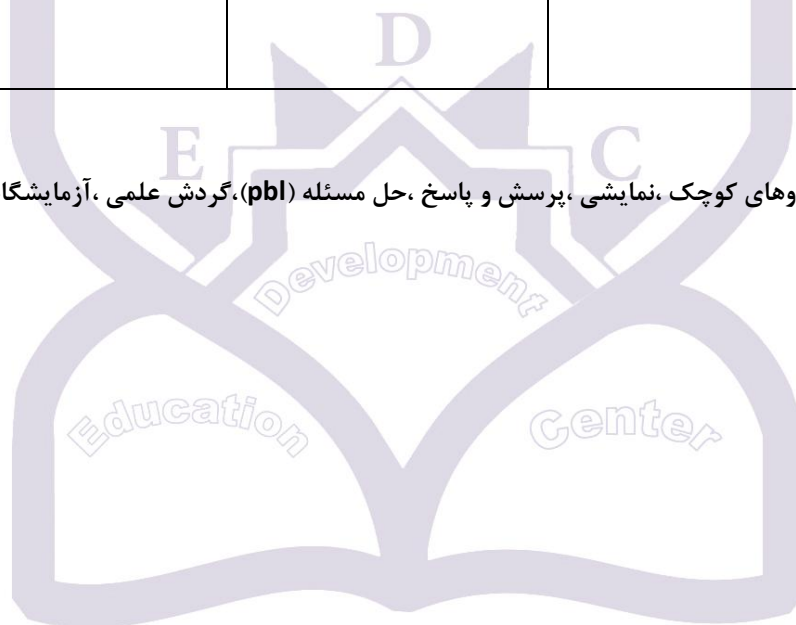 D
E C
وهای کوچک ،نمایشی ،پرسش و پاسخ ،حل مسئله (pbl)،گردش علمی ،آزمایشگا
Development
Education Center